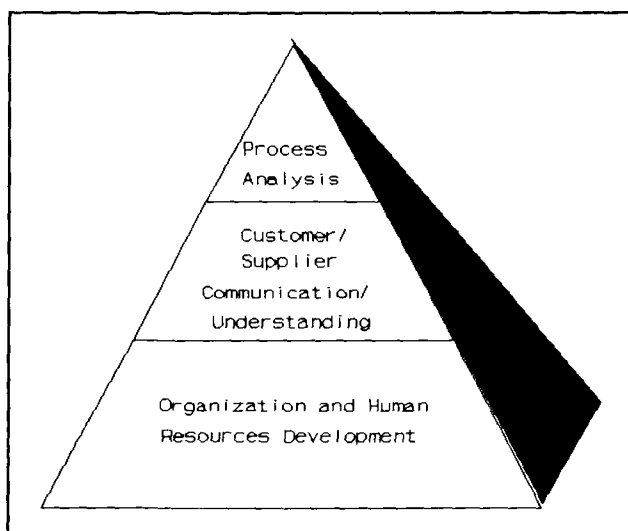 Process
Analysis
Customer/
Supplier
Communication/
Understanding
Organization and Human
Resources Development